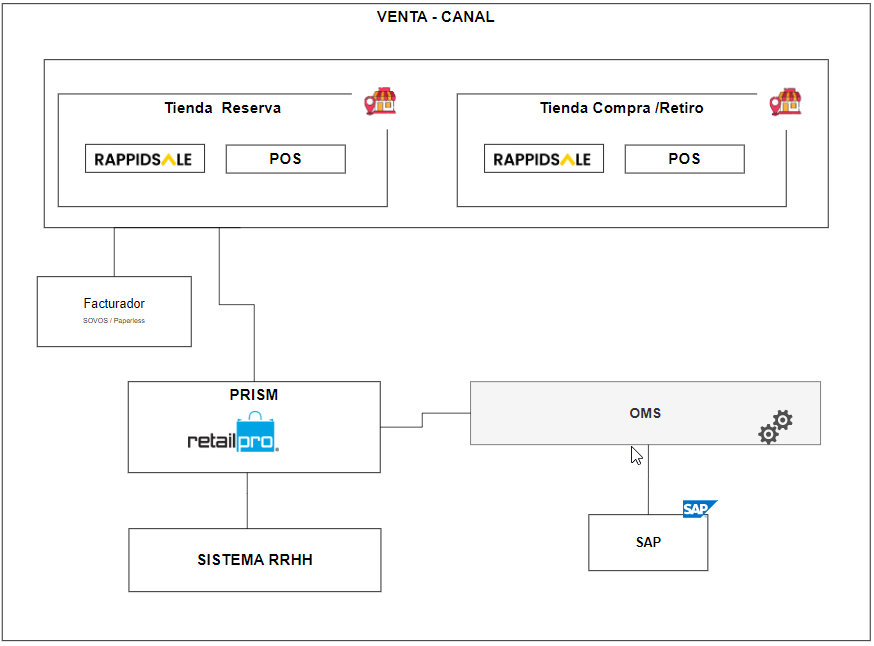 VENTA - CANAL
Tienda Reserva
Tienda Compra /Retiro
RAPPIDSALE
POS
RAPPIDSALE
POS
Facturador
SOVOS / Paperless
PRISM
retailpro.
OMS
SAP
SAP
SISTEMA RRHH